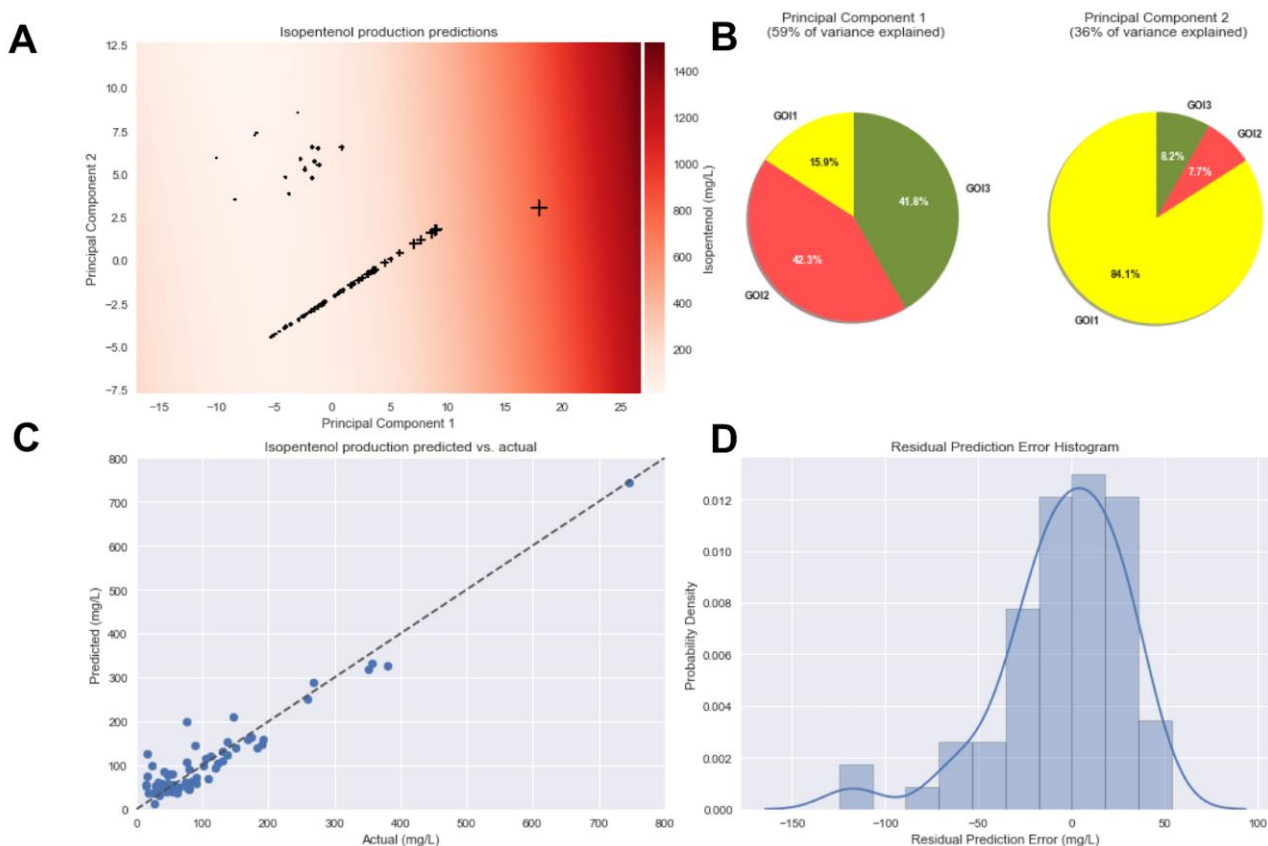 A
Isopentenol production predictions
12.5
10.0
7.5
5.0
2.5
0.0
−2.5
−5.0
−7.5
Principal Component 2
−15
−10
−5
0
5
10
15
20
25
Principal Component 1
1400
1200
1000
800
600
400
200
Isopentenol (mg/L)
B
Principal Component 1
(59% of variance explained)
GOI1
15.9%
GOI3
41.8%
42.3%
GOI2
Principal Component 2
(36% of variance explained)
GOI3
GOI2
8.2%
7.7%
84.1%
GOI1
C
Isopentenol production predicted vs. actual
800
700
600
500
400
300
200
100
0
Predicted (mg/L)
0
100
200
300
400
500
600
700
800
Actual (mg/L)
D
Residual Prediction Error Histogram
0.012
0.010
0.008
0.006
0.004
0.002
0.000
Probability Density
−150
−100
−50
0
50
100
Residual Prediction Error (mg/L)